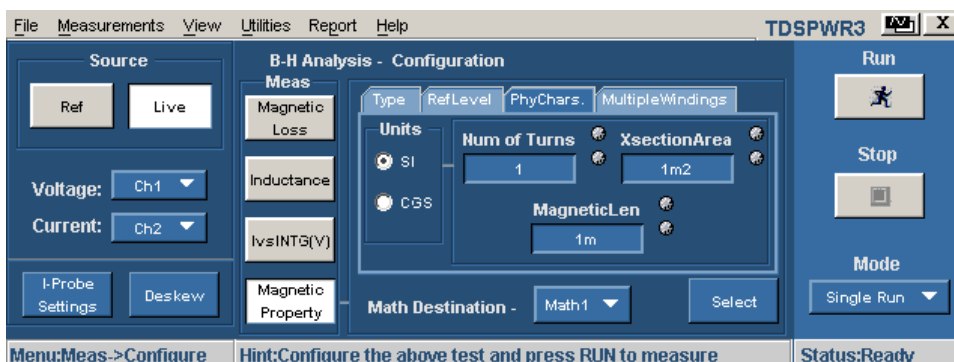 File Measurements View Utilities Report Help TDSPWR3 X
Source
Ref Live
Voltage: Ch1
Current: Ch2
I-Probe
Settings
Deskew
B-H Analysis - Configuration
Meas
Magnetic
Loss
Inductance
IvsINTG(V)
Magnetic
Property
Type RefLevel PhyChars. MultipleWindings
Units
SI
CGS
Num of Turns
1
XsectionArea
1m2
MagneticLen
1m
Math Destination - Math1 Select
Run
Stop
Mode
Single Run
Menu:Meas->Configure Hint:Configure the above test and press RUN to measure Status:Ready